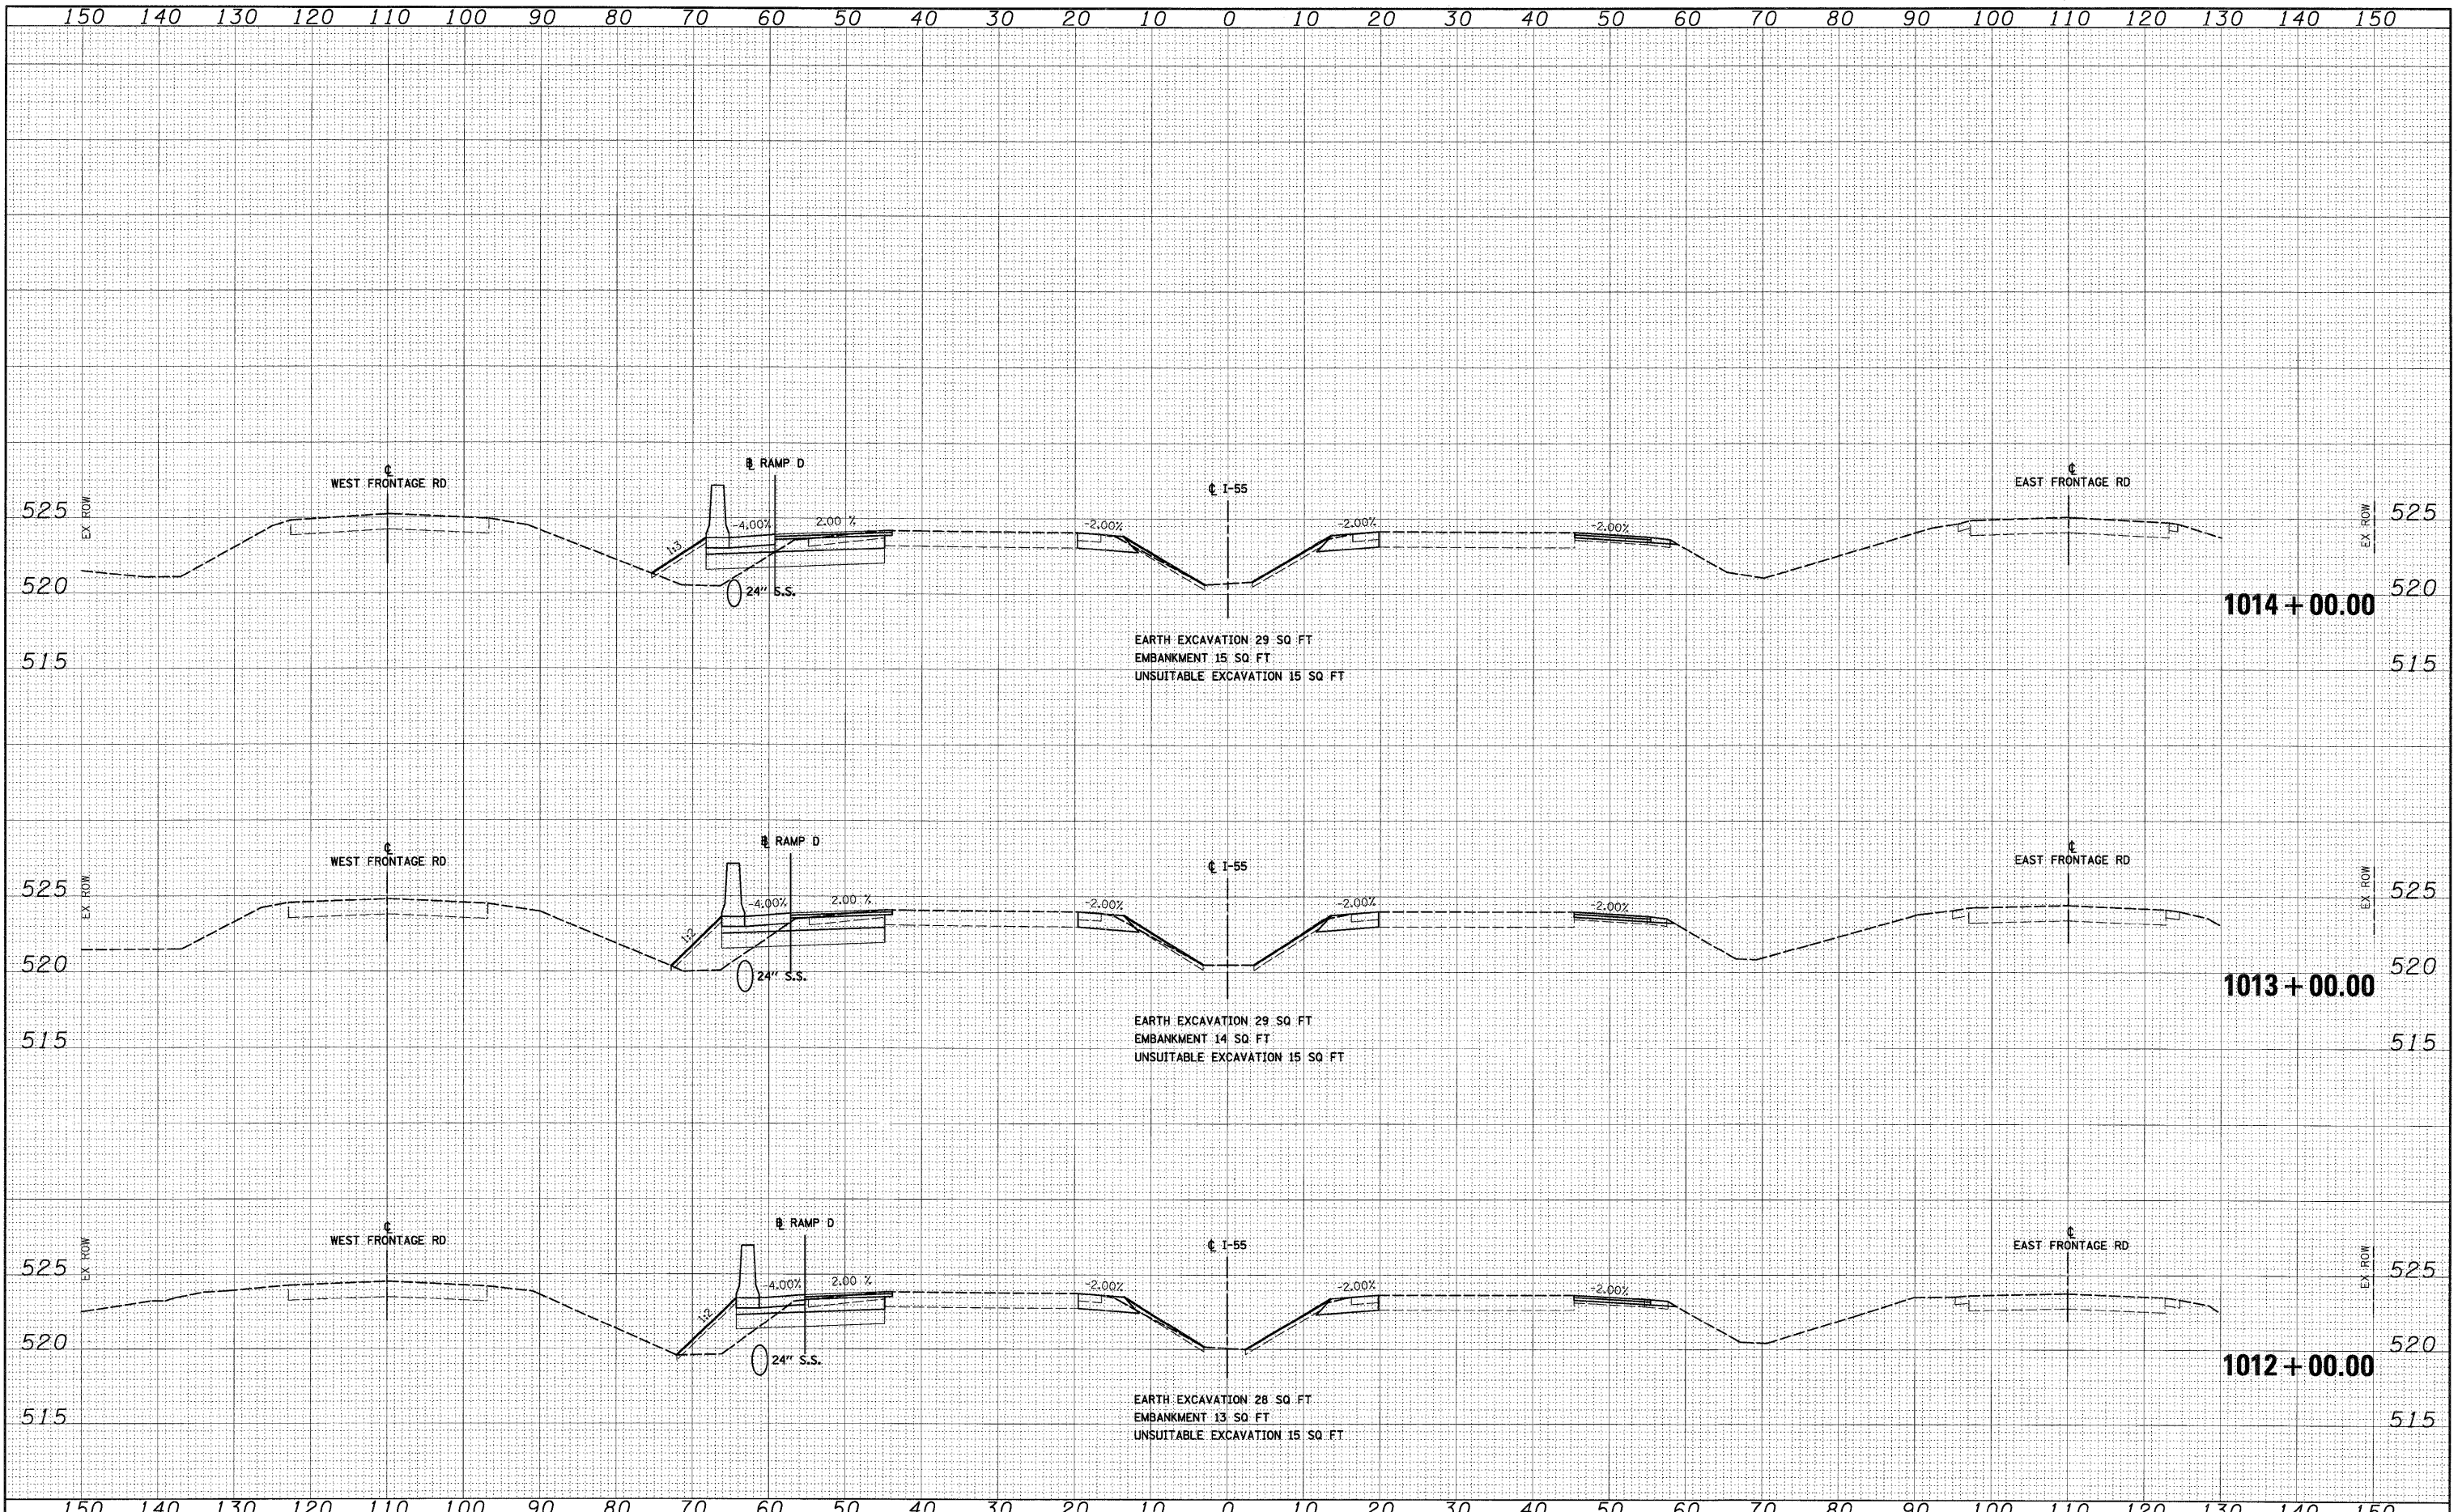 150 140 130 120 110 100 90 80 70 60 50 40 30 20 10 0 10 20 30 40 50 60 70 80 90 100 110 120 130 140 150
℄
WEST FRONTAGE RD
℄ RAMP D
℄ I-55
℄
EAST FRONTAGE RD
EX ROW
EX ROW
525
525
-4.00%
2.00 %
-2.00%
-2.00%
-2.00%
1:3
520
24" S.S.
520
1014 + 00.00
EARTH EXCAVATION 29 SQ FT
EMBANKMENT 15 SQ FT
UNSUITABLE EXCAVATION 15 SQ FT
515
515
℄
WEST FRONTAGE RD
℄ RAMP D
℄ I-55
℄
EAST FRONTAGE RD
EX ROW
EX ROW
525
525
-4.00%
2.00 %
-2.00%
-2.00%
-2.00%
1:2
520
24" S.S.
520
1013 + 00.00
EARTH EXCAVATION 29 SQ FT
EMBANKMENT 14 SQ FT
UNSUITABLE EXCAVATION 15 SQ FT
515
515
℄
WEST FRONTAGE RD
℄ RAMP D
℄ I-55
℄
EAST FRONTAGE RD
EX ROW
EX ROW
525
525
-4.00%
2.00 %
-2.00%
-2.00%
-2.00%
1:2
520
24" S.S.
520
1012 + 00.00
EARTH EXCAVATION 28 SQ FT
EMBANKMENT 13 SQ FT
UNSUITABLE EXCAVATION 15 SQ FT
515
515
150 140 130 120 110 100 90 80 70 60 50 40 30 20 10 0 10 20 30 40 50 60 70 80 90 100 110 120 130 140 150